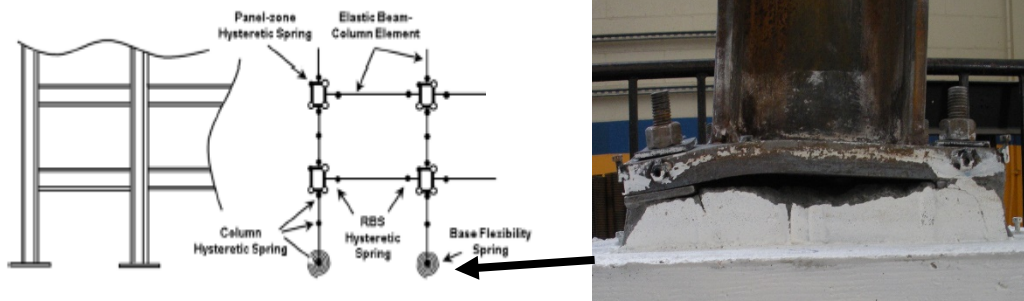 Panel-zone
Hysteretic Spring
Elastic Beam-
Column Element
Column
Hysteretic Spring
RBS
Hysteretic
Spring
Base Flexibility
Spring